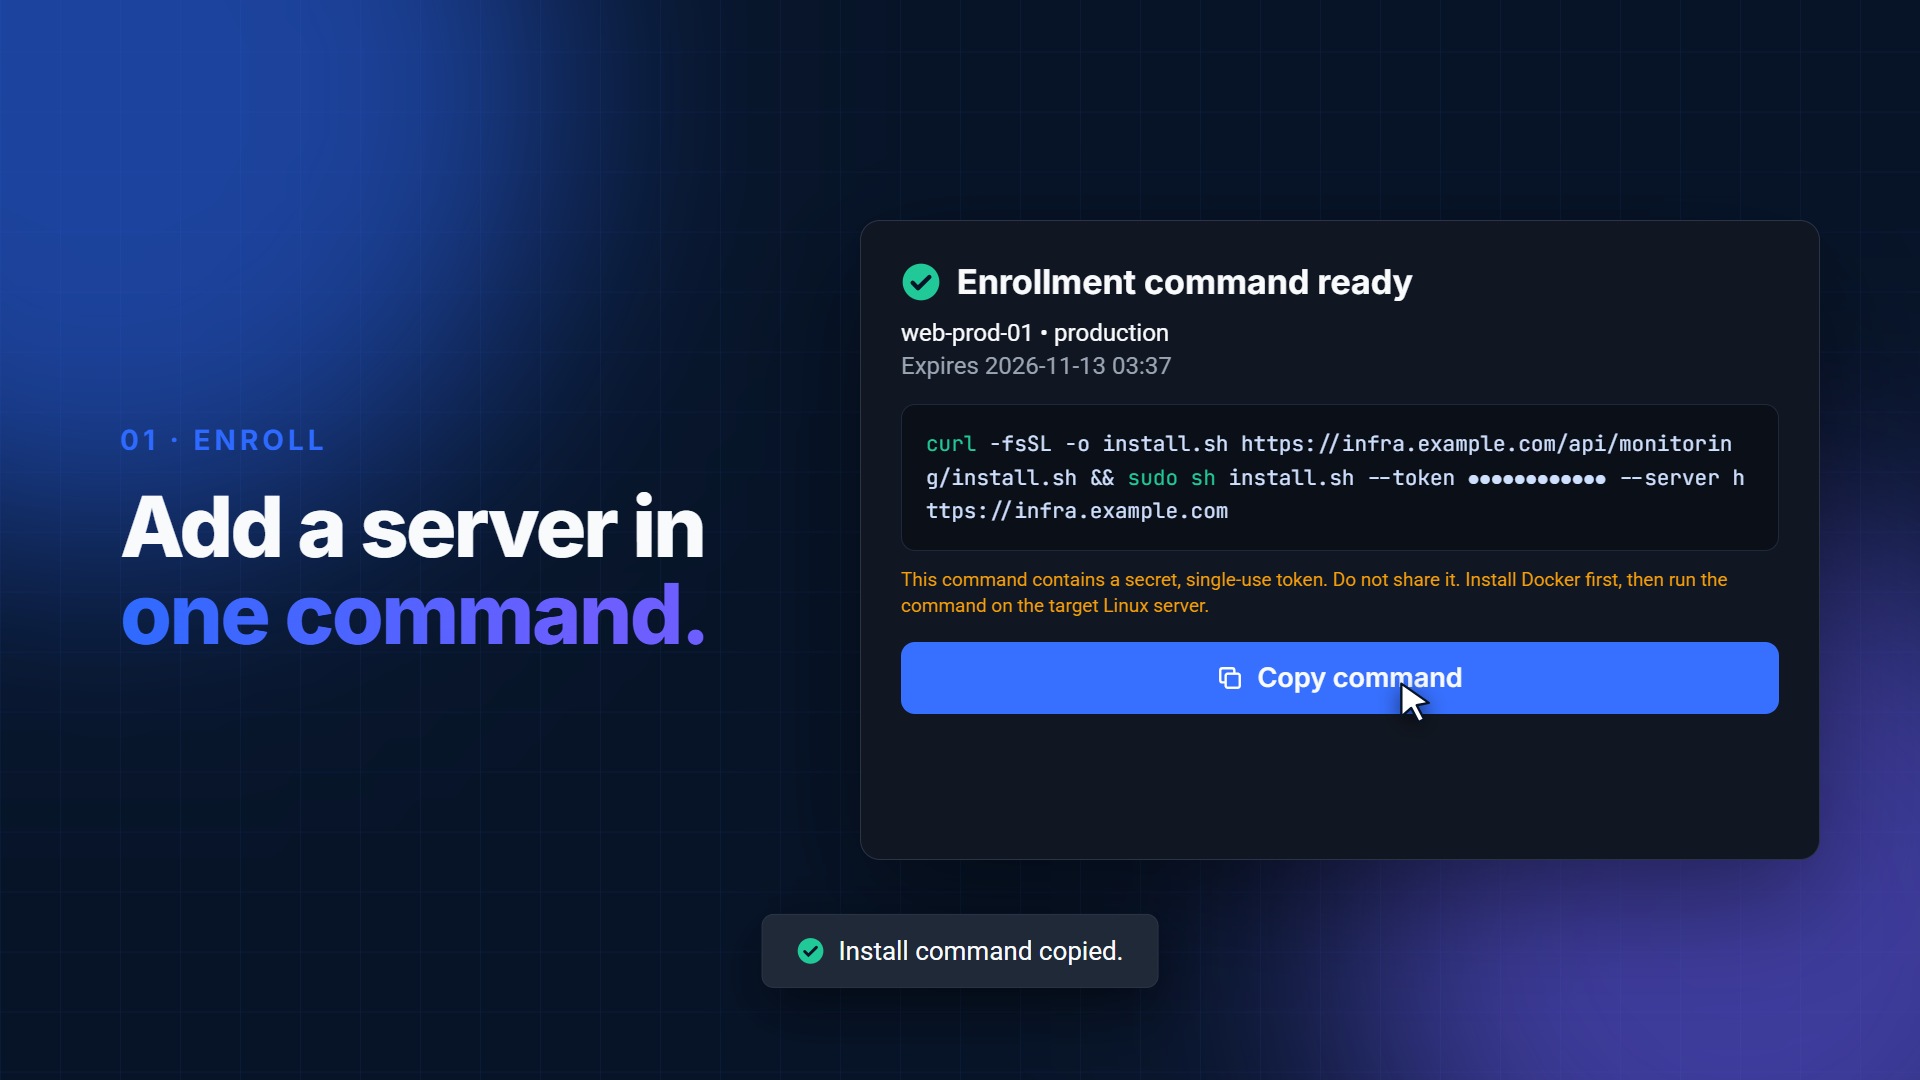 01 · ENROLL
Add a server in
one command.
Enrollment command ready
web-prod-01 • production
Expires 2026-11-13 03:37
curl -fsSL -o install.sh https://infra.example.com/api/monitorin
g/install.sh && sudo sh install.sh --token ●●●●●●●●●●●● --server h
ttps://infra.example.com
This command contains a secret, single-use token. Do not share it. Install Docker first, then run the
command on the target Linux server.
Copy command
Install command copied.